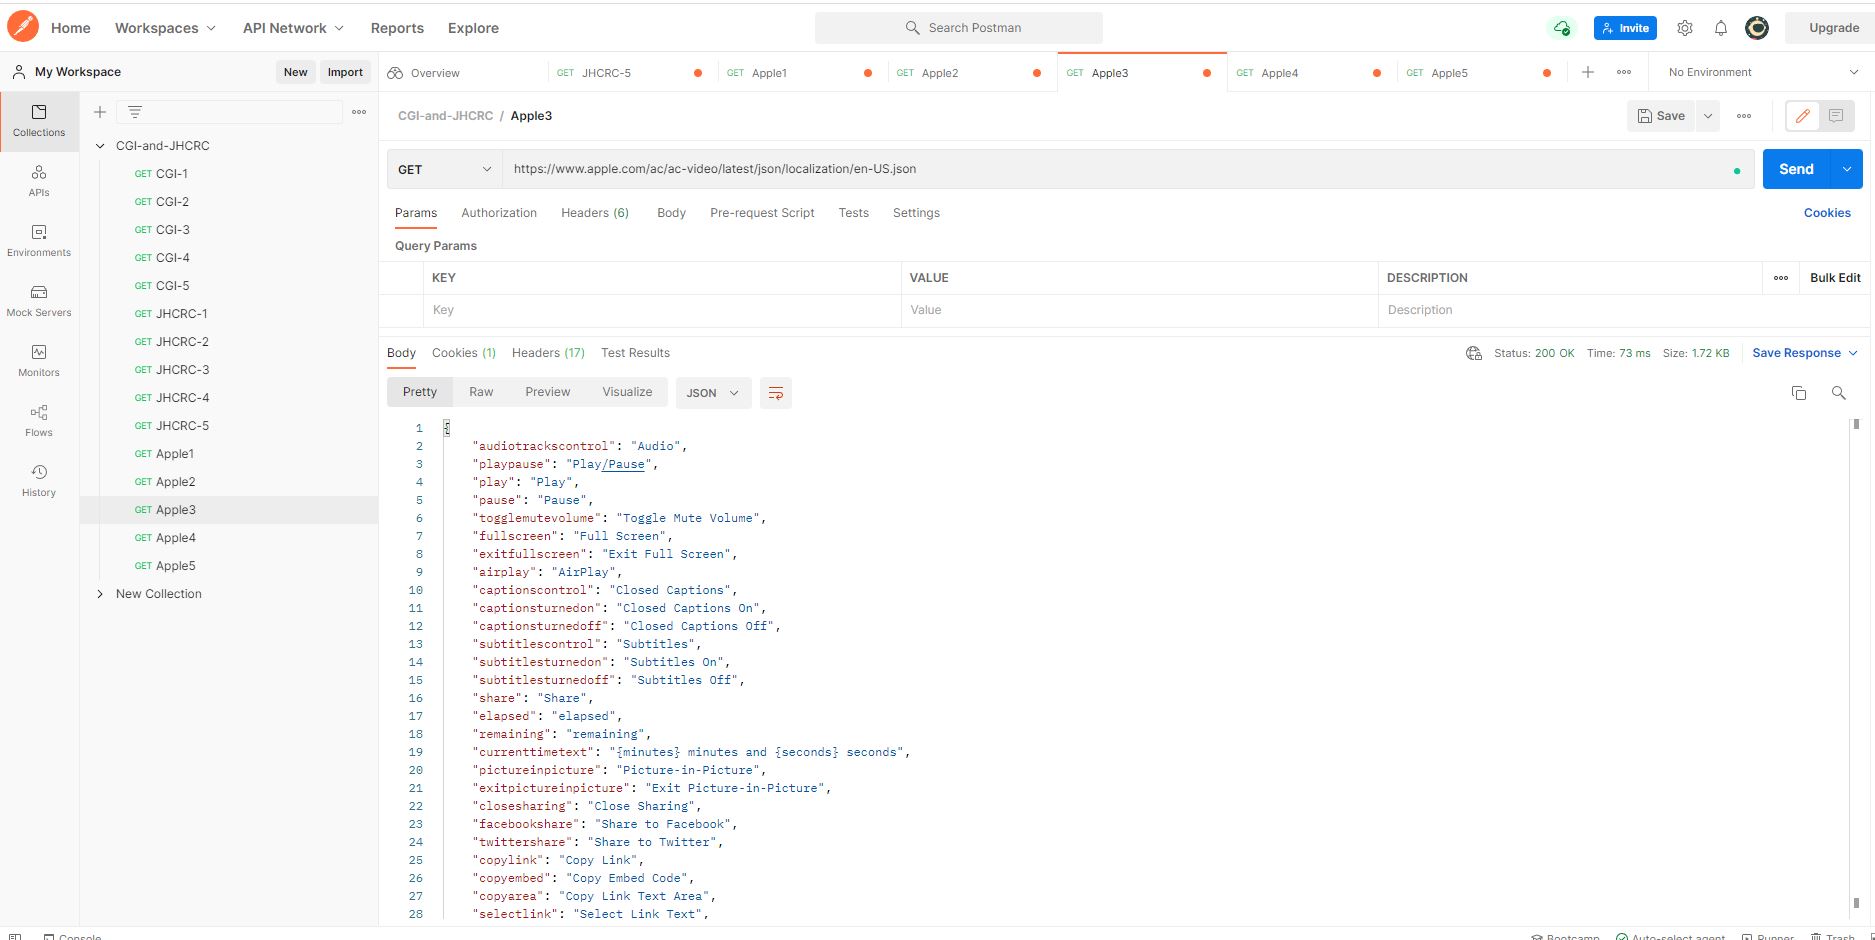 Home Workspaces API Network Reports Explore Search Postman Invite Upgrade
My Workspace New Import Overview GET JHCRC-5 GET Apple1 GET Apple2 GET Apple3 GET Apple4 GET Apple5 No Environment
Collections
APIs
Environments
Mock Servers
Monitors
Flows
History
CGI-and-JHCRC
GET CGI-1
GET CGI-2
GET CGI-3
GET CGI-4
GET CGI-5
GET JHCRC-1
GET JHCRC-2
GET JHCRC-3
GET JHCRC-4
GET JHCRC-5
GET Apple1
GET Apple2
GET Apple3
GET Apple4
GET Apple5
New Collection
CGI-and-JHCRC / Apple3 Save
GET https://www.apple.com/ac/ac-video/latest/json/localization/en-US.json Send
Params Authorization Headers (6) Body Pre-request Script Tests Settings Cookies
Query Params
KEY VALUE DESCRIPTION Bulk Edit
Key Value Description
Body Cookies (1) Headers (17) Test Results Status: 200 OK Time: 73 ms Size: 1.72 KB Save Response
Pretty Raw Preview Visualize JSON
1 {
2 "audiotrackscontrol": "Audio",
3 "playpause": "Play/Pause",
4 "play": "Play",
5 "pause": "Pause",
6 "togglemutevolume": "Toggle Mute Volume",
7 "fullscreen": "Full Screen",
8 "exitfullscreen": "Exit Full Screen",
9 "airplay": "AirPlay",
10 "captionscontrol": "Closed Captions",
11 "captionsturnedon": "Closed Captions On",
12 "captionsturnedoff": "Closed Captions Off",
13 "subtitlescontrol": "Subtitles",
14 "subtitlesturnedon": "Subtitles On",
15 "subtitlesturnedoff": "Subtitles Off",
16 "share": "Share",
17 "elapsed": "elapsed",
18 "remaining": "remaining",
19 "currenttimetext": "{minutes} minutes and {seconds} seconds",
20 "pictureinpicture": "Picture-in-Picture",
21 "exitpictureinpicture": "Exit Picture-in-Picture",
22 "closesharing": "Close Sharing",
23 "facebookshare": "Share to Facebook",
24 "twittershare": "Share to Twitter",
25 "copylink": "Copy Link",
26 "copyembed": "Copy Embed Code",
27 "copyarea": "Copy Link Text Area",
28 "selectlink": "Select Link Text",
Console Bootcamp Auto-select agent Runner Trash